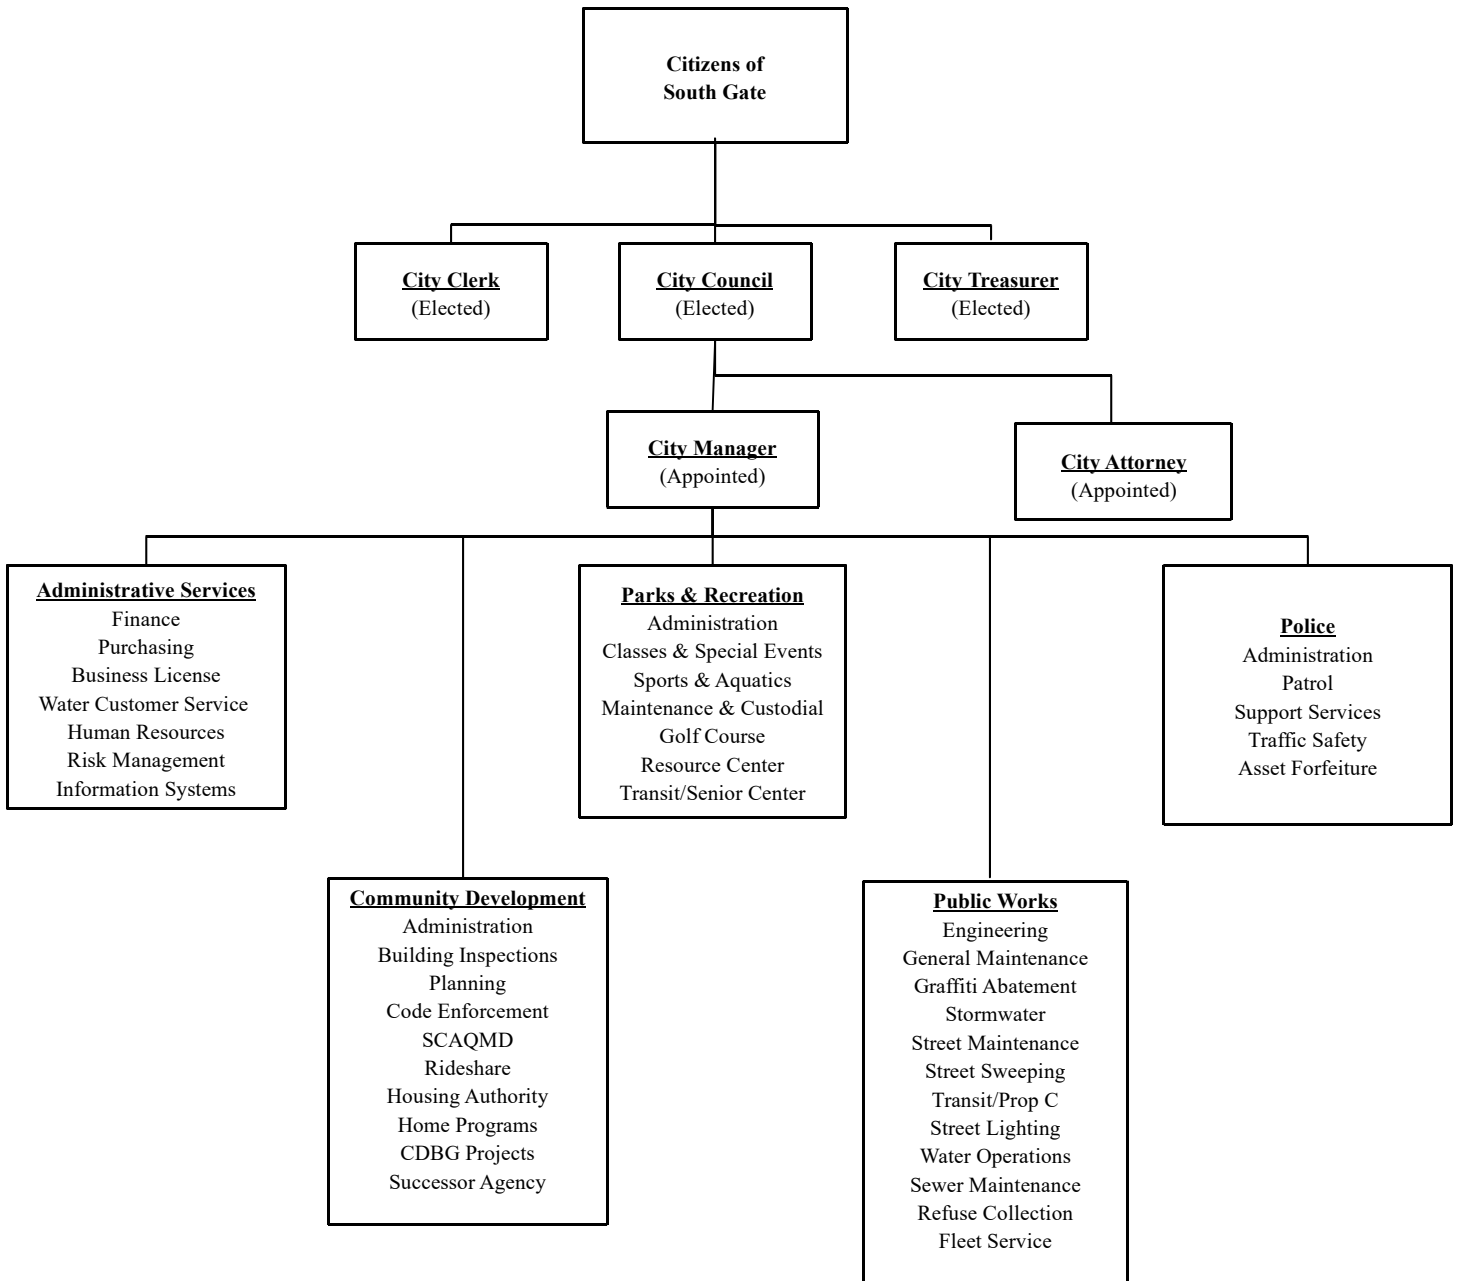 Citizens of
South Gate
City Clerk
(Elected)
City Council
(Elected)
City Treasurer
(Elected)
City Manager
(Appointed)
City Attorney
(Appointed)
Administrative Services
Finance
Purchasing
Business License
Water Customer Service
Human Resources
Risk Management
Information Systems
Parks & Recreation
Administration
Classes & Special Events
Sports & Aquatics
Maintenance & Custodial
Golf Course
Resource Center
Transit/Senior Center
Police
Administration
Patrol
Support Services
Traffic Safety
Asset Forfeiture
Community Development
Administration
Building Inspections
Planning
Code Enforcement
SCAQMD
Rideshare
Housing Authority
Home Programs
CDBG Projects
Successor Agency
Public Works
Engineering
General Maintenance
Graffiti Abatement
Stormwater
Street Maintenance
Street Sweeping
Transit/Prop C
Street Lighting
Water Operations
Sewer Maintenance
Refuse Collection
Fleet Service